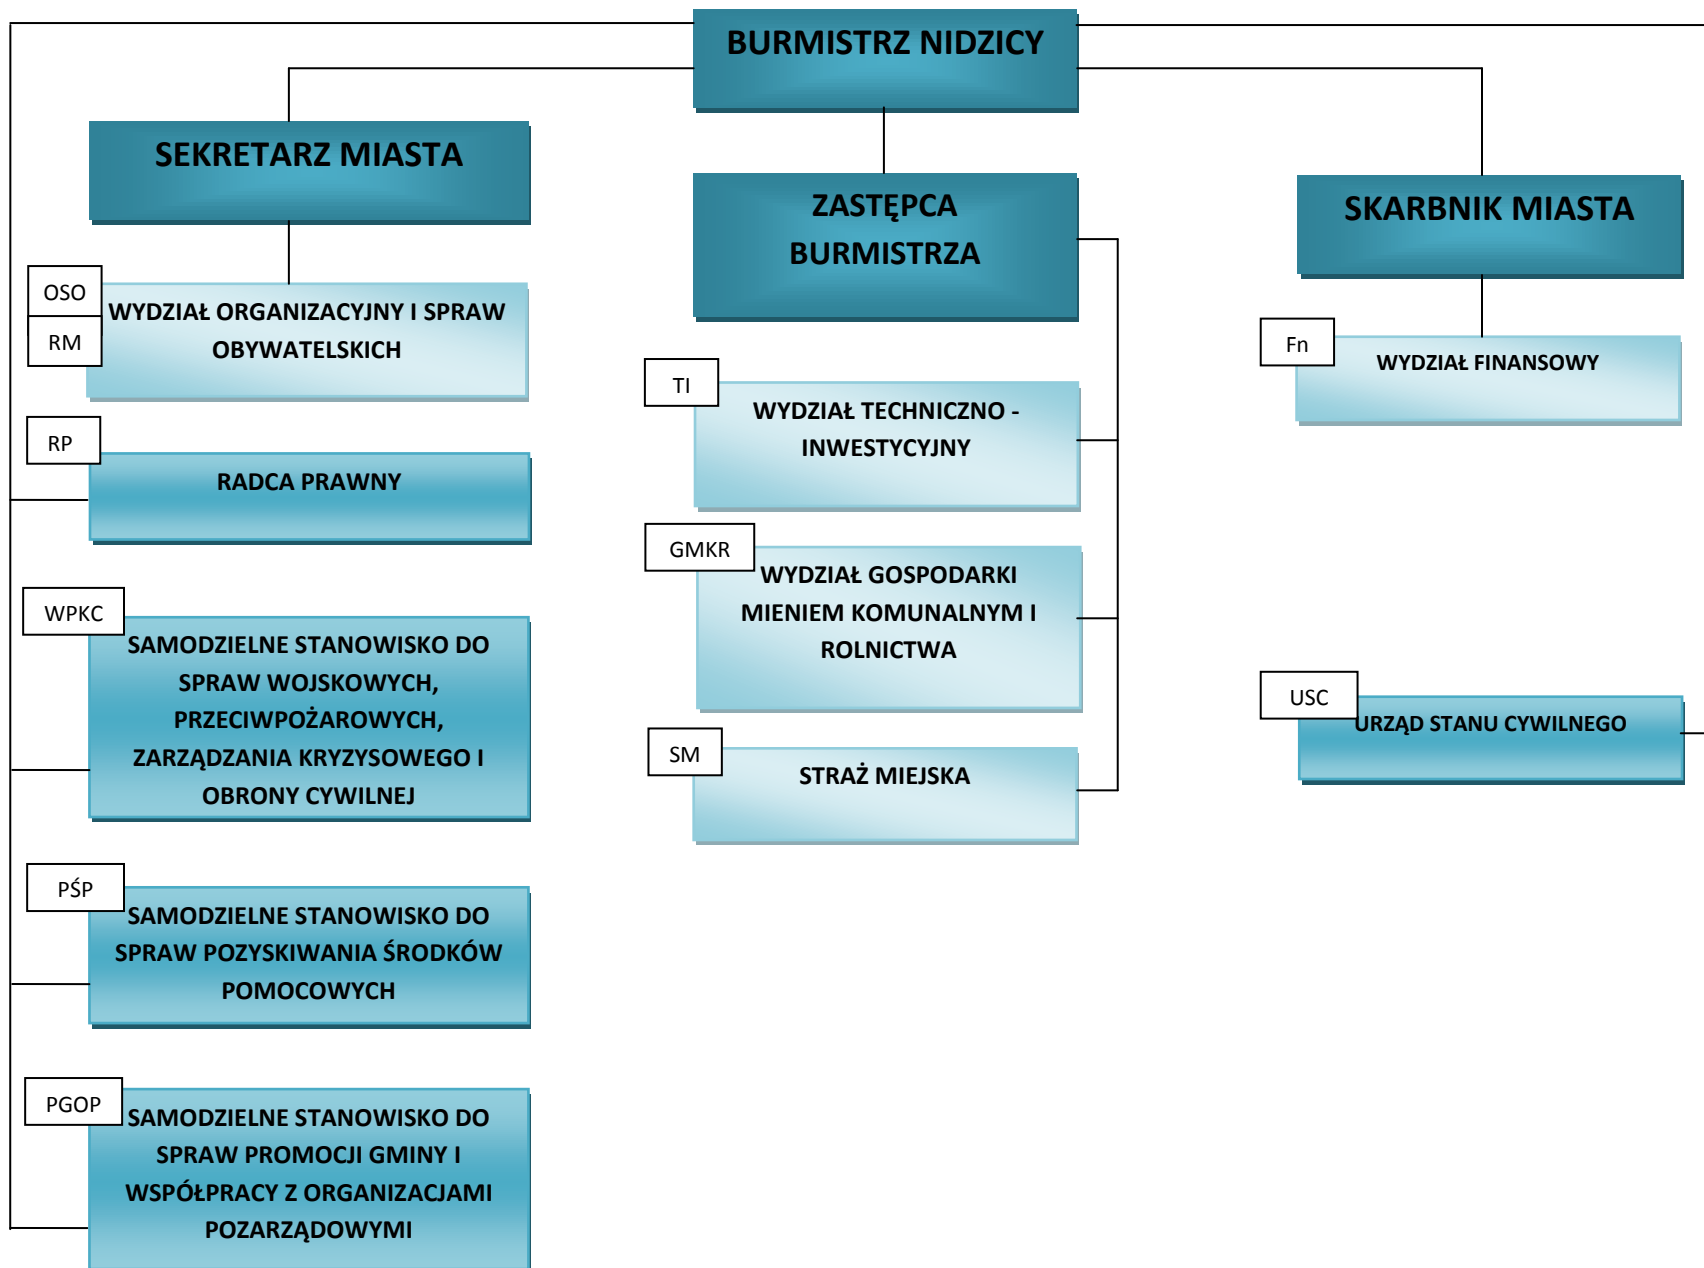 BURMISTRZ NIDZICY
SEKRETARZ MIASTA
ZASTĘPCA
BURMISTRZA
SKARBNIK MIASTA
OSO
RM
WYDZIAŁ ORGANIZACYJNY I SPRAW
OBYWATELSKICH
RP
RADCA PRAWNY
WPKC
SAMODZIELNE STANOWISKO DO
SPRAW WOJSKOWYCH,
PRZECIWPOŻAROWYCH,
ZARZĄDZANIA KRYZYSOWEGO I
OBRONY CYWILNEJ
PŚP
SAMODZIELNE STANOWISKO DO
SPRAW POZYSKIWANIA ŚRODKÓW
POMOCOWYCH
PGOP
SAMODZIELNE STANOWISKO DO
SPRAW PROMOCJI GMINY I
WSPÓŁPRACY Z ORGANIZACJAMI
POZARZĄDOWYMI
TI
WYDZIAŁ TECHNICZNO -
INWESTYCYJNY
GMKR
WYDZIAŁ GOSPODARKI
MIENIEM KOMUNALNYM I
ROLNICTWA
SM
STRAŻ MIEJSKA
Fn
WYDZIAŁ FINANSOWY
USC
URZĄD STANU CYWILNEGO